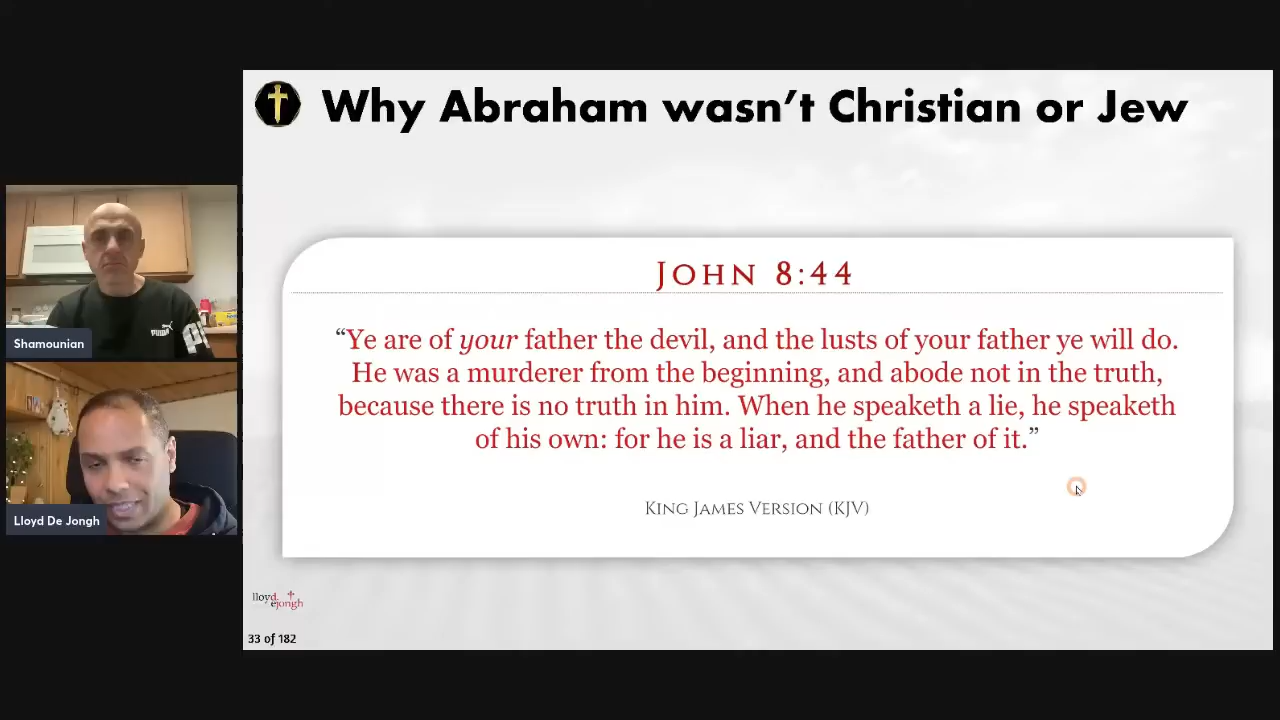 Why Abraham wasn't Christian or Jew
JOHN 8:44
“Ye are of your father the devil, and the lusts of your father ye will do.
He was a murderer from the beginning, and abode not in the truth,
because there is no truth in him. When he speaketh a lie, he speaketh
of his own: for he is a liar, and the father of it.”
KING JAMES VERSION (KJV)
Shamounian
PUMA
Lloyd De Jongh
lloyd.
dejongh
33 of 182